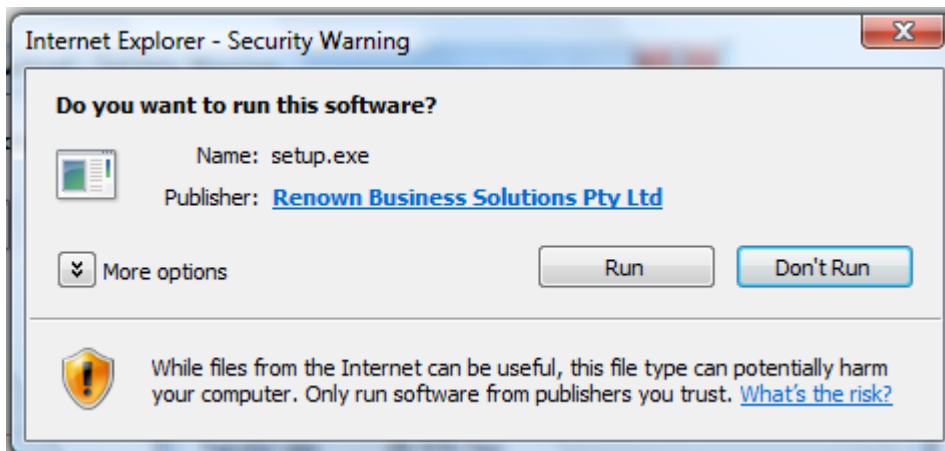 Internet Explorer - Security Warning
Do you want to run this software?
Name: setup.exe
Publisher: Renown Business Solutions Pty Ltd
More options
Run
Don't Run
While files from the Internet can be useful, this file type can potentially harm
your computer. Only run software from publishers you trust. What's the risk?